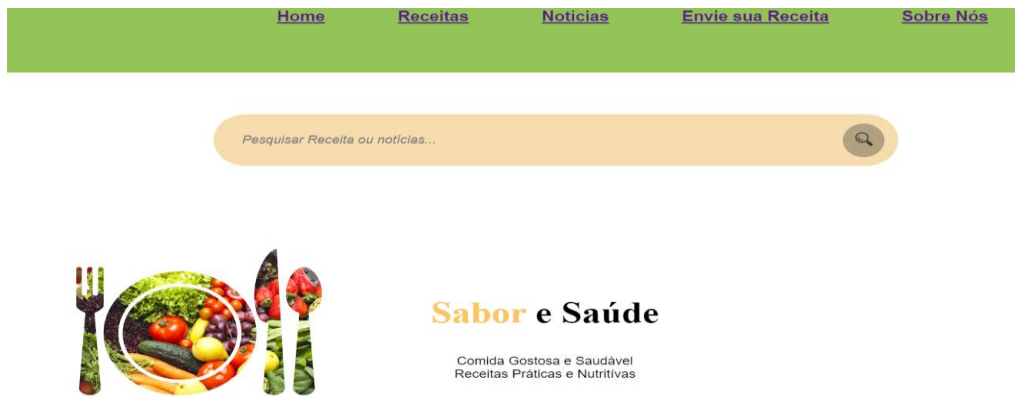 Home Receitas Notícias Envie sua Receita Sobre Nós
Pesquisar Receita ou notícias...
Sabor e Saúde
Comida Gostosa e Saudável
Receitas Práticas e Nutritívas